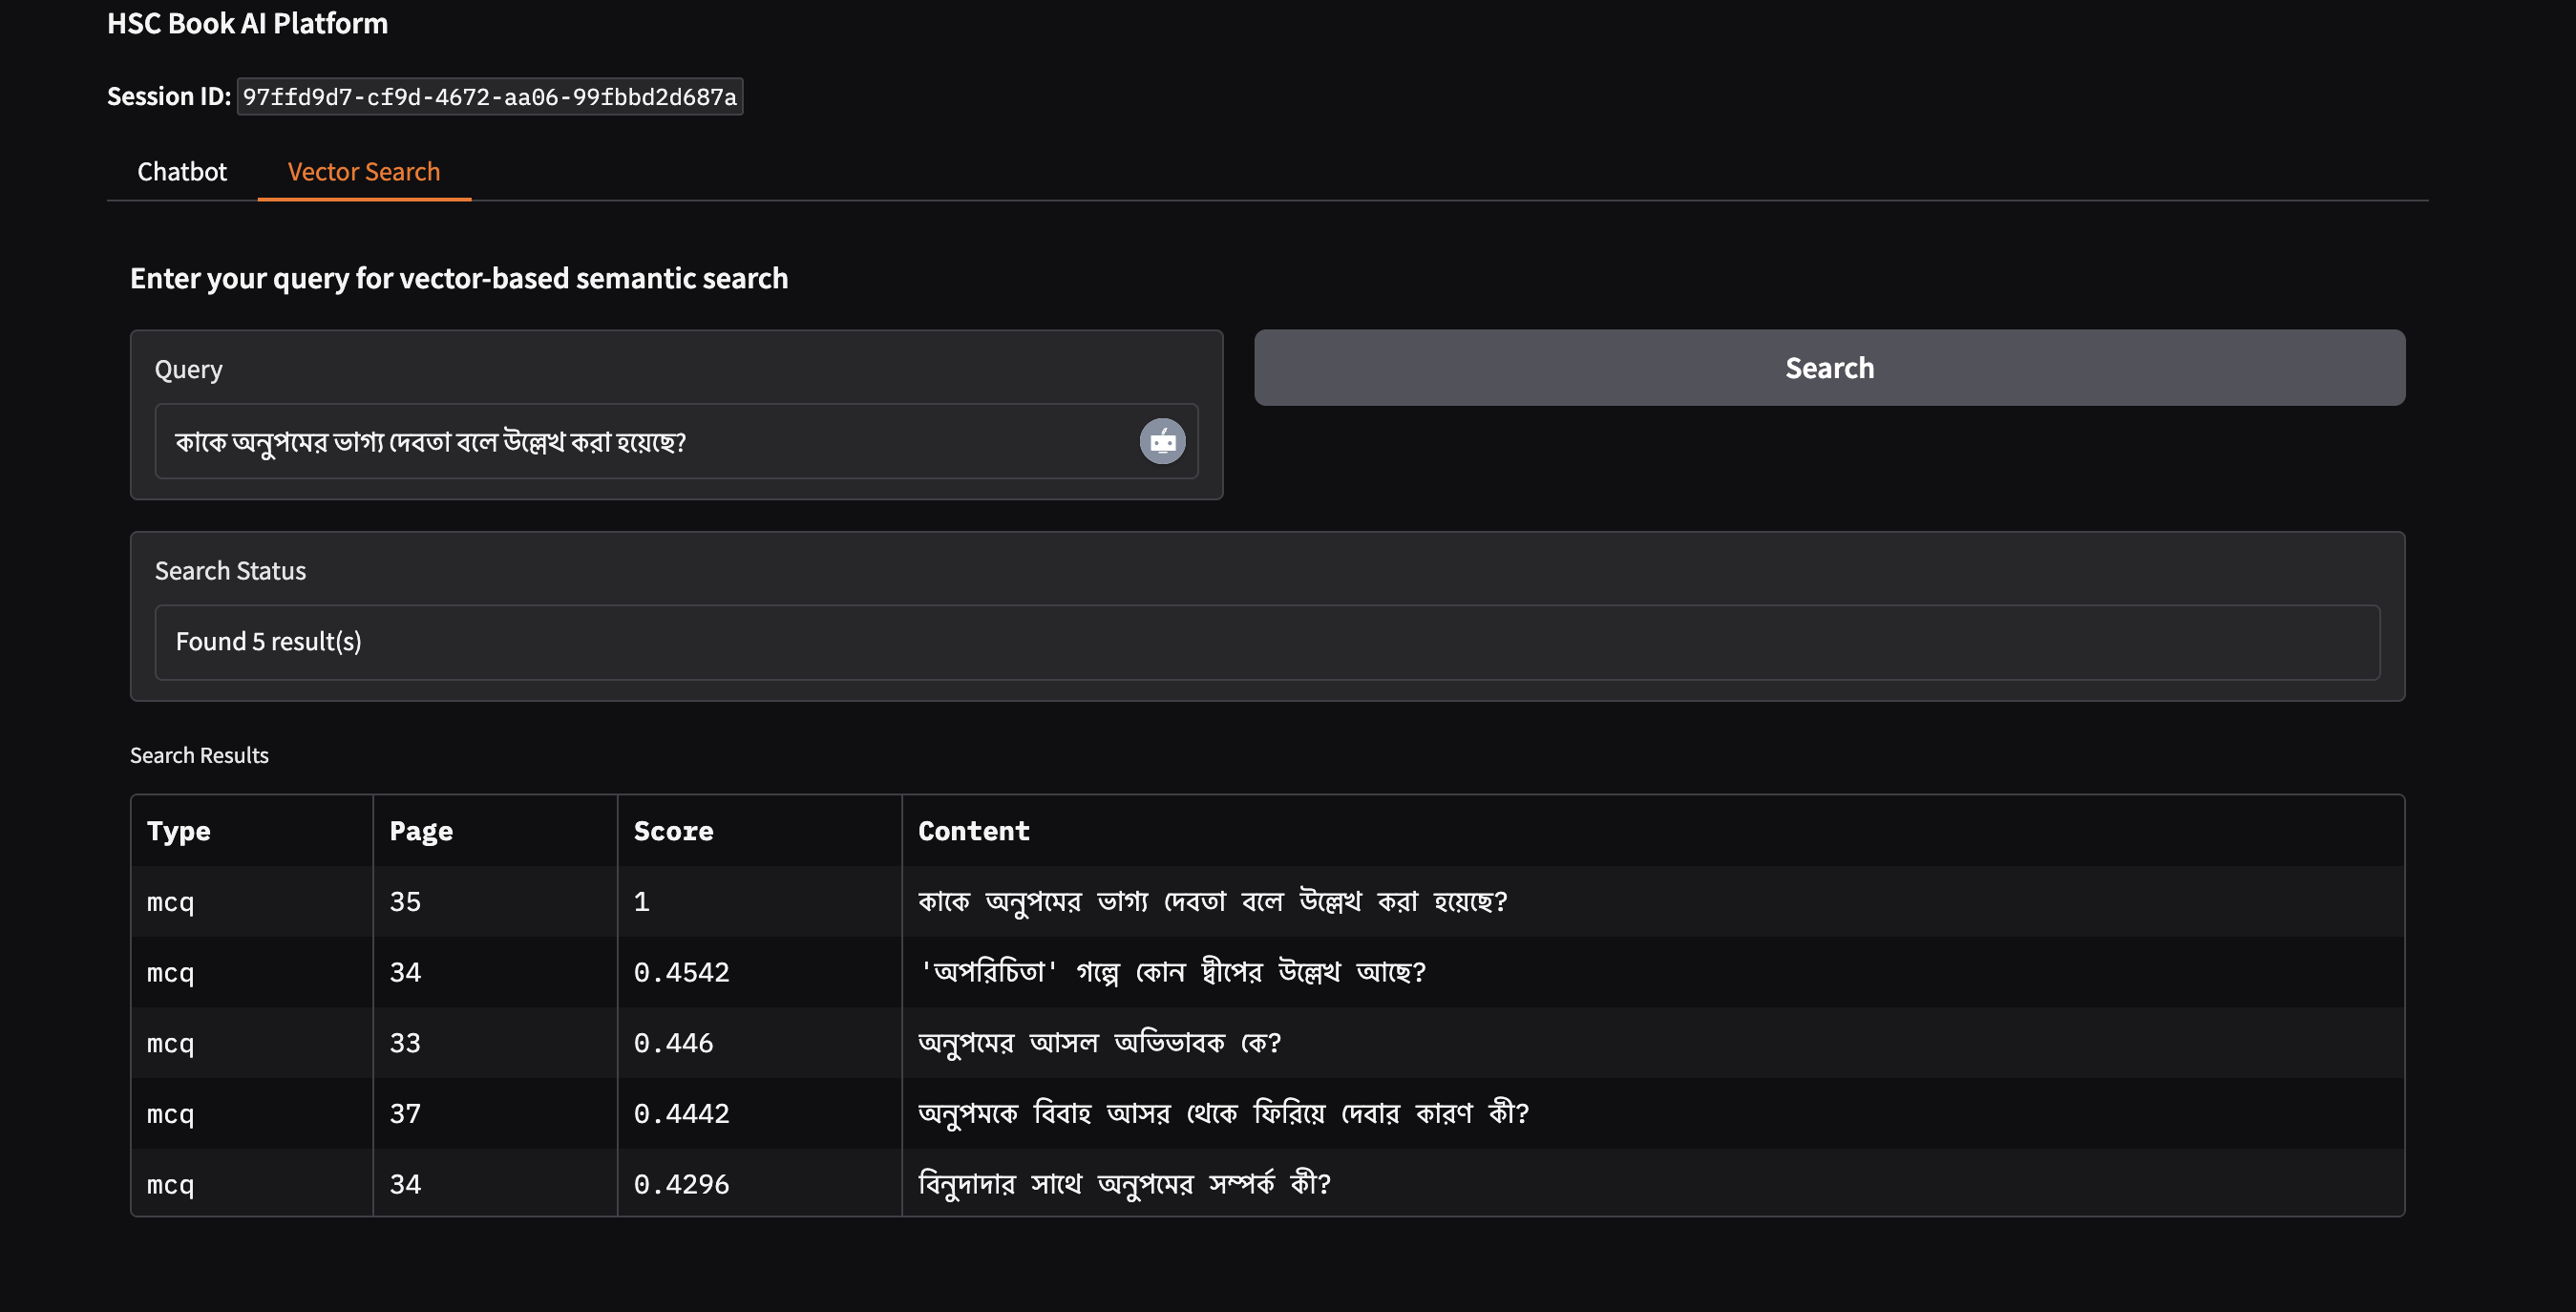 HSC Book AI Platform
Session ID: 97ffd9d7-cf9d-4672-aa06-99fbbd2d687a
Chatbot Vector Search
Enter your query for vector-based semantic search
Query
কাকে অনুপমের ভাগ্য দেবতা বলে উল্লেখ করা হয়েছে?
Search
Search Status
Found 5 result(s)
Search Results
Type Page Score Content
mcq 35 1 কাকে অনুপমের ভাগ্য দেবতা বলে উল্লেখ করা হয়েছে?
mcq 34 0.4542 'অপরিচিতা' গল্পে কোন দ্বীপের উল্লেখ আছে?
mcq 33 0.446 অনুপমের আসল অভিভাবক কে?
mcq 37 0.4442 অনুপমকে বিবাহ আসর থেকে ফিরিয়ে দেবার কারণ কী?
mcq 34 0.4296 বিনুদাদার সাথে অনুপমের সম্পর্ক কী?